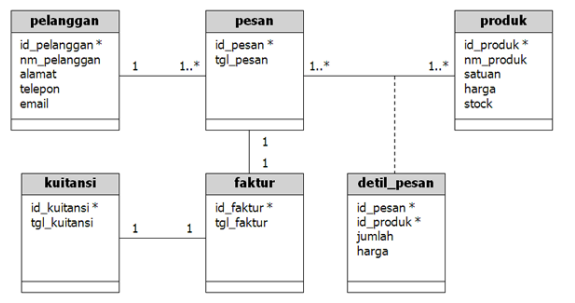 pelanggan
id_pelanggan *
nm_pelanggan
alamat
telepon
email
1
1..*
pesan
id_pesan *
tgl_pesan
1..*
1..*
produk
id_produk *
nm_produk
satuan
harga
stock
1
1
kuitansi
id_kuitansi *
tgl_kuitansi
1
1
faktur
id_faktur *
tgl_faktur
detil_pesan
id_pesan *
id_produk *
jumlah
harga